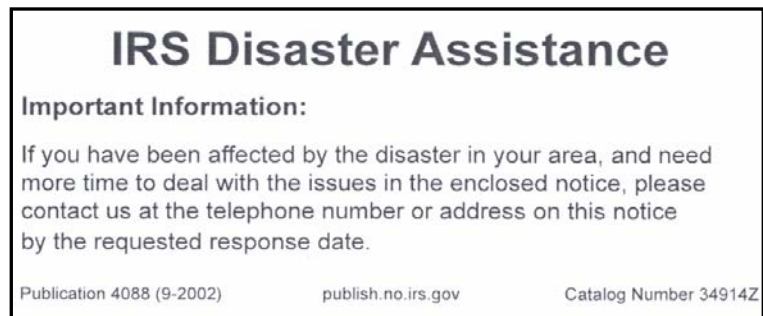 IRS Disaster Assistance
Important Information:
If you have been affected by the disaster in your area, and need
more time to deal with the issues in the enclosed notice, please
contact us at the telephone number or address on this notice
by the requested response date.
Publication 4088 (9-2002) publish.no.irs.gov Catalog Number 34914Z